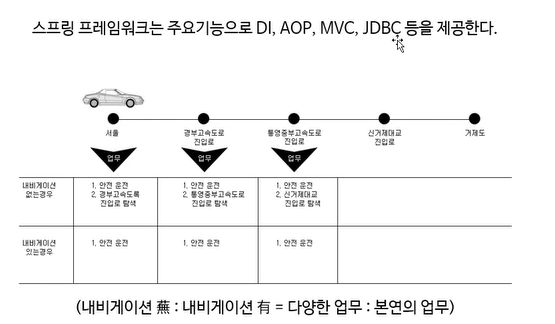 스프링 프레임워크는 주요기능으로 DI, AOP, MVC, JDBC 등을 제공한다.
서울
경부고속도로
진입로
통영중부고속도로
진입로
신거제대교
진입로
거제도
업무
업무
업무
내비게이션
없는경우
1. 안전 운전
2. 경부고속도록
진입로 탐색
1. 안전 운전
2. 통영중부고속도로
진입로 탐색
1. 안전 운전
2. 신거제대교
진입로 탐색
내비게이션
있는경우
1. 안전 운전
1. 안전 운전
1. 안전 운전
(내비게이션 無 : 내비게이션 有 = 다양한 업무 : 본연의 업무)